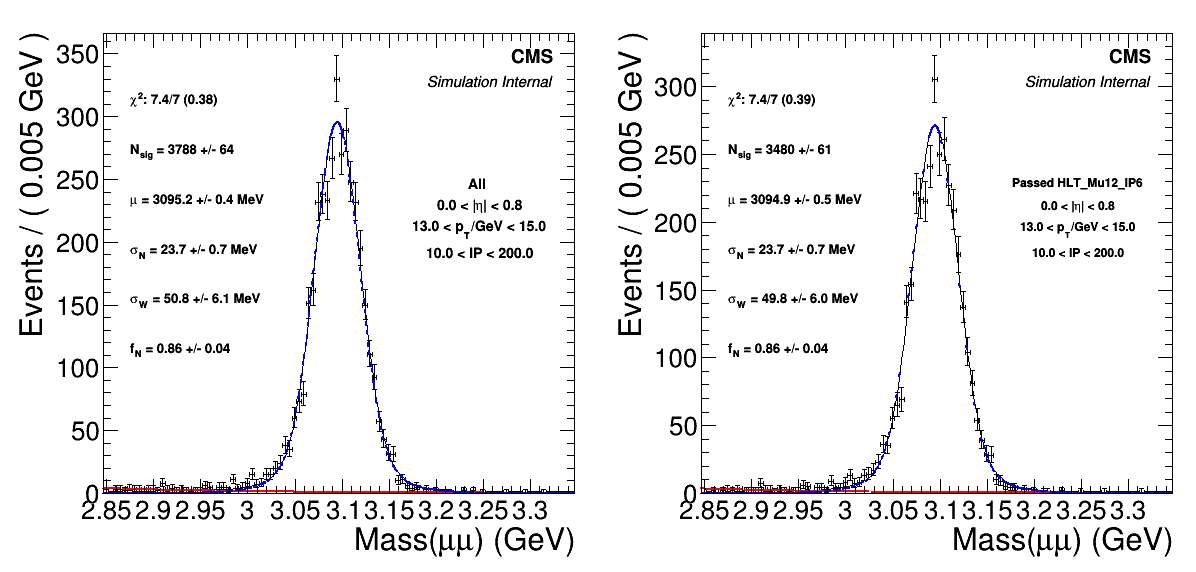 CMS
Simulation Internal
χ²: 7.4/7 (0.38)
N_sig = 3788 +/- 64
μ = 3095.2 +/- 0.4 MeV
σ_N = 23.7 +/- 0.7 MeV
σ_W = 50.8 +/- 6.1 MeV
f_N = 0.86 +/- 0.04
All
0.0 < |η| < 0.8
13.0 < p_T/GeV < 15.0
10.0 < IP < 200.0
Events / ( 0.005 GeV )
350
300
250
200
150
100
50
0
2.85 2.9 2.95 3 3.05 3.1 3.15 3.2 3.25 3.3
Mass(μμ) (GeV)
CMS
Simulation Internal
χ²: 7.4/7 (0.39)
N_sig = 3480 +/- 61
μ = 3094.9 +/- 0.5 MeV
σ_N = 23.7 +/- 0.7 MeV
σ_W = 49.8 +/- 6.0 MeV
f_N = 0.86 +/- 0.04
Passed HLT_Mu12_IP6
0.0 < |η| < 0.8
13.0 < p_T/GeV < 15.0
10.0 < IP < 200.0
Events / ( 0.005 GeV )
300
250
200
150
100
50
0
2.85 2.9 2.95 3 3.05 3.1 3.15 3.2 3.25 3.3
Mass(μμ) (GeV)